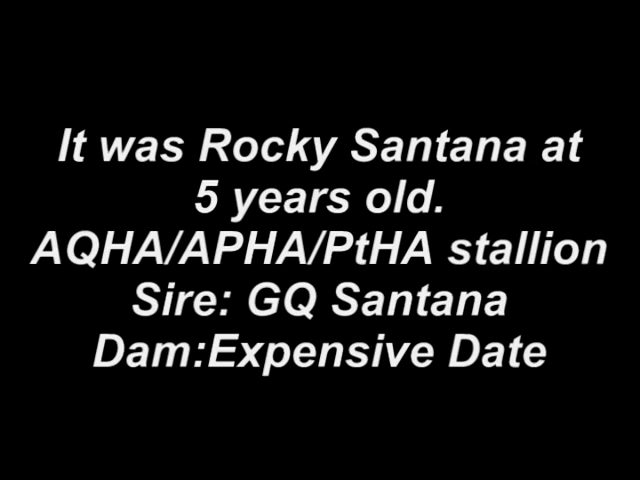 It was Rocky Santana at
5 years old.
AQHA/APHA/PtHA stallion
Sire: GQ Santana
Dam:Expensive Date